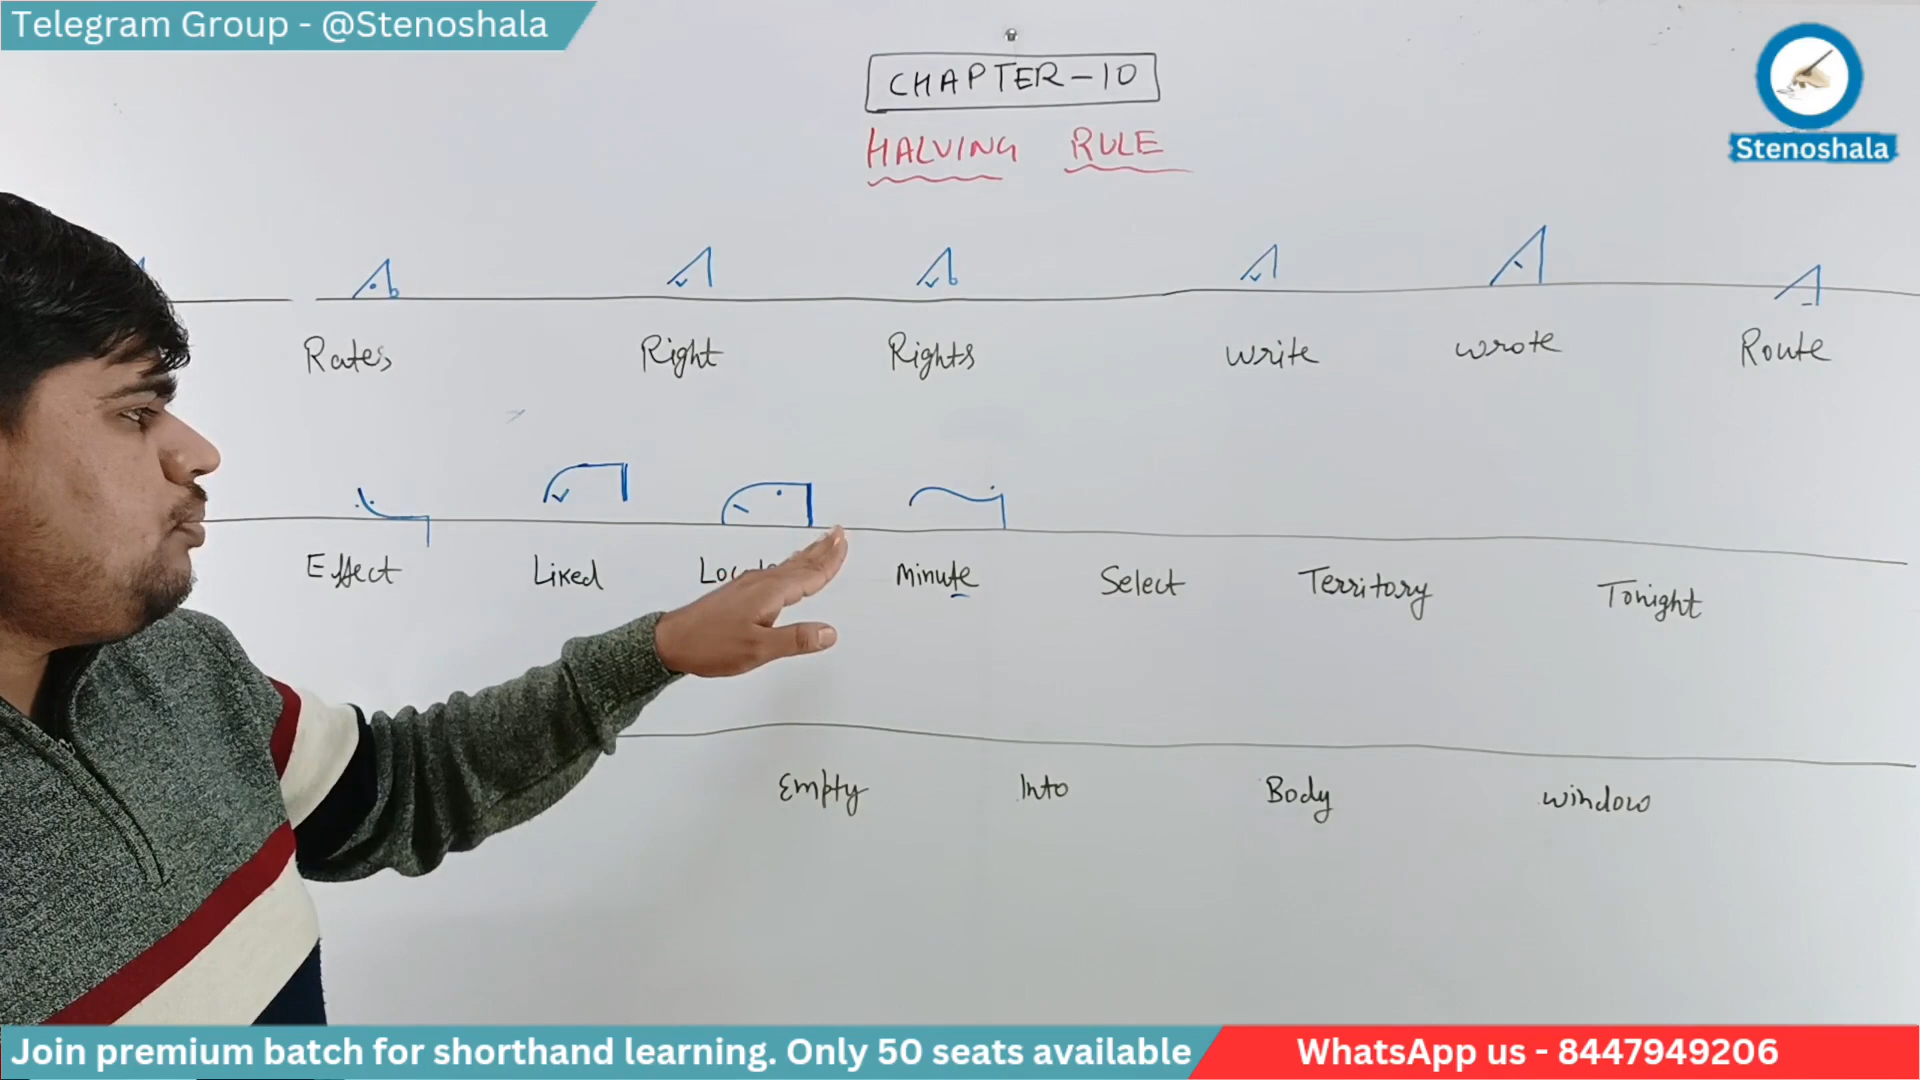 Telegram Group - @Stenoshala
CHAPTER-10
HALVING RULE
Stenoshala
Rates Right Rights Write Wrote Route
Effect Liked Minute Select Territory Tonight
Empty Into Body Window
Join premium batch for shorthand learning. Only 50 seats available
WhatsApp us - 8447949206